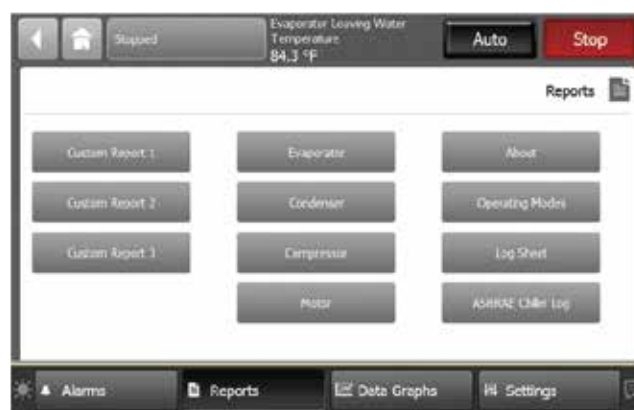 Stopped
Evaporator Leaving Water
Temperature
84.3 °F
Auto
Stop
Reports
Custom Report 1
Evaporator
About
Custom Report 2
Condenser
Operating Modes
Custom Report 3
Compressor
Log Sheet
Motor
ASHRAE Chiller Log
Alarms
Reports
Data Graphs
Settings